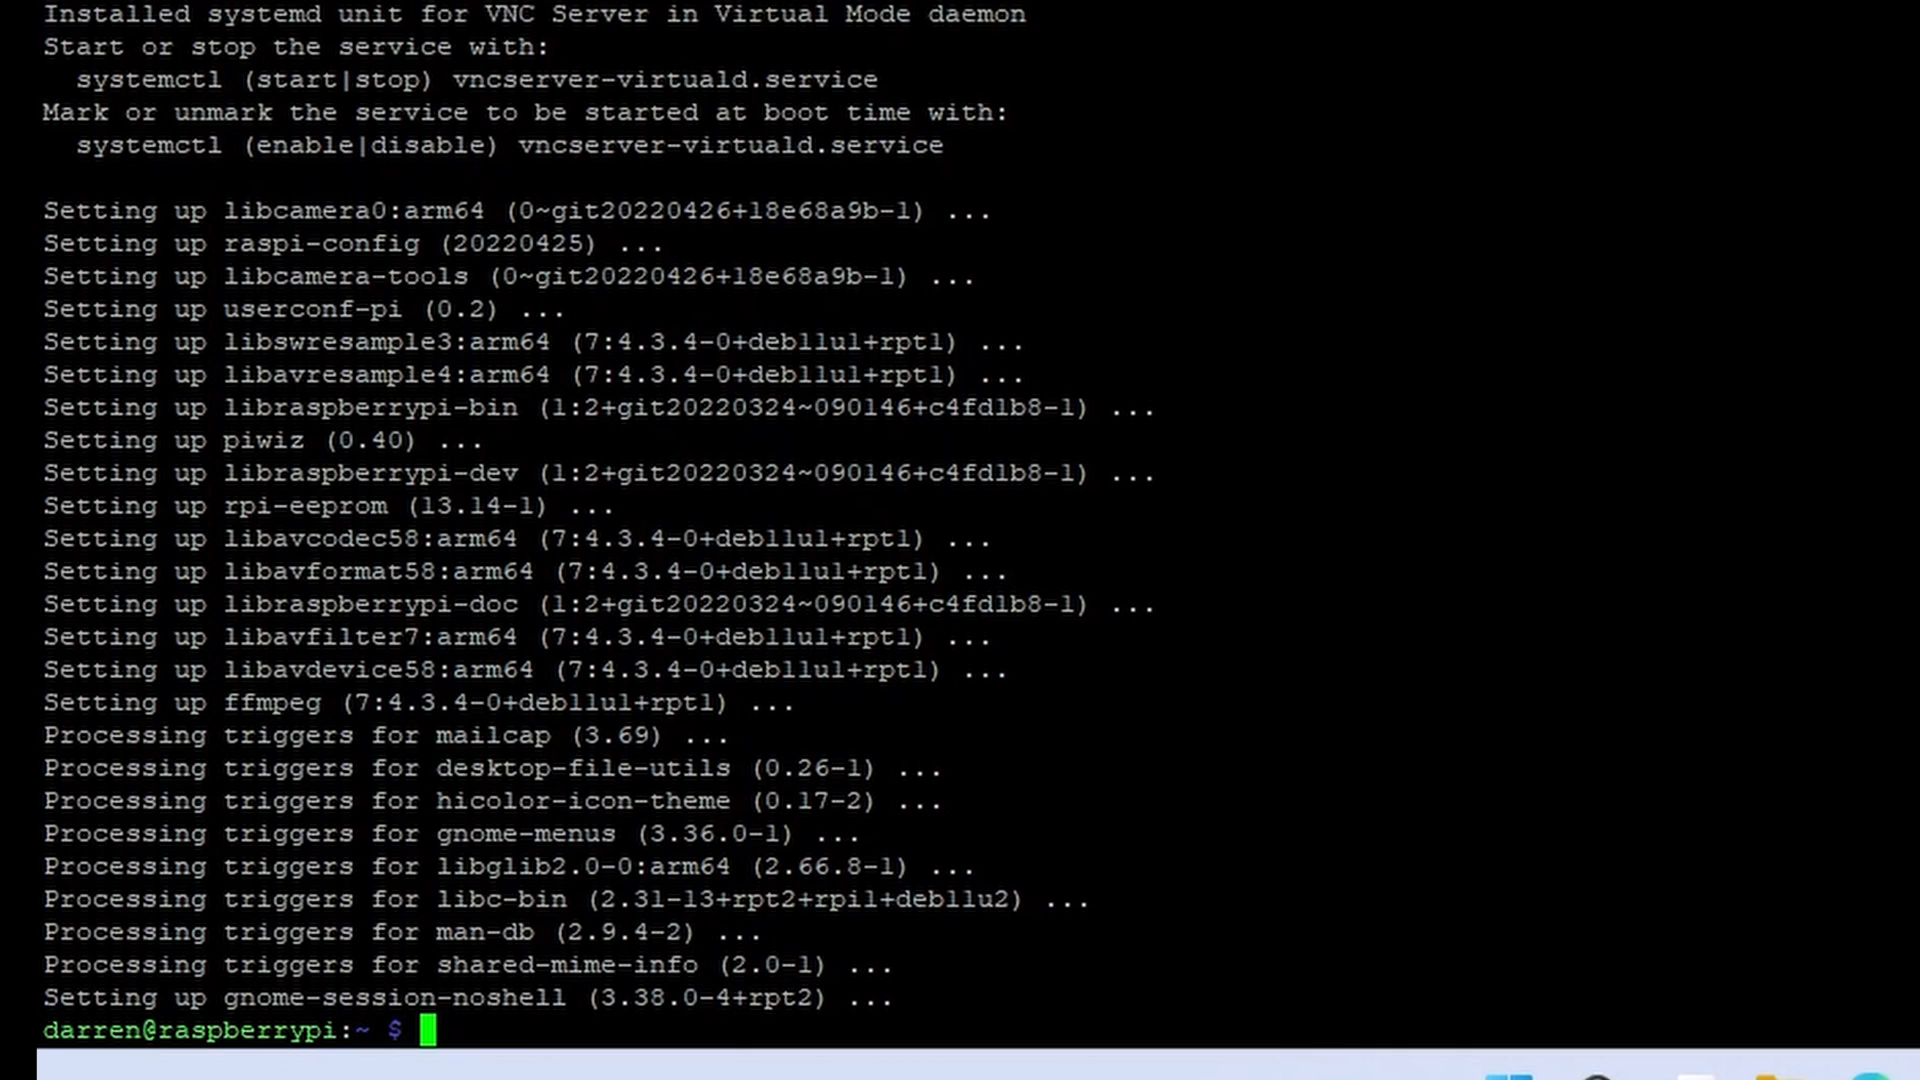 Installed systemd unit for VNC Server in Virtual Mode daemon
Start or stop the service with:
  systemctl (start|stop) vncserver-virtuald.service
Mark or unmark the service to be started at boot time with:
  systemctl (enable|disable) vncserver-virtuald.service

Setting up libcamera0:arm64 (0~git20220426+18e68a9b-1) ...
Setting up raspi-config (20220425) ...
Setting up libcamera-tools (0~git20220426+18e68a9b-1) ...
Setting up userconf-pi (0.2) ...
Setting up libswresample3:arm64 (7:4.3.4-0+deb11u1+rpt1) ...
Setting up libavresample4:arm64 (7:4.3.4-0+deb11u1+rpt1) ...
Setting up libraspberrypi-bin (1:2+git20220324~090146+c4fd1b8-1) ...
Setting up piwiz (0.40) ...
Setting up libraspberrypi-dev (1:2+git20220324~090146+c4fd1b8-1) ...
Setting up rpi-eeprom (13.14-1) ...
Setting up libavcodec58:arm64 (7:4.3.4-0+deb11u1+rpt1) ...
Setting up libavformat58:arm64 (7:4.3.4-0+deb11u1+rpt1) ...
Setting up libraspberrypi-doc (1:2+git20220324~090146+c4fd1b8-1) ...
Setting up libavfilter7:arm64 (7:4.3.4-0+deb11u1+rpt1) ...
Setting up libavdevice58:arm64 (7:4.3.4-0+deb11u1+rpt1) ...
Setting up ffmpeg (7:4.3.4-0+deb11u1+rpt1) ...
Processing triggers for mailcap (3.69) ...
Processing triggers for desktop-file-utils (0.26-1) ...
Processing triggers for hicolor-icon-theme (0.17-2) ...
Processing triggers for gnome-menus (3.36.0-1) ...
Processing triggers for libglib2.0-0:arm64 (2.66.8-1) ...
Processing triggers for libc-bin (2.31-13+rpt2+rpi1+deb11u2) ...
Processing triggers for man-db (2.9.4-2) ...
Processing triggers for shared-mime-info (2.0-1) ...
Setting up gnome-session-noshell (3.38.0-4+rpt2) ...
darren@raspberrypi:~ $